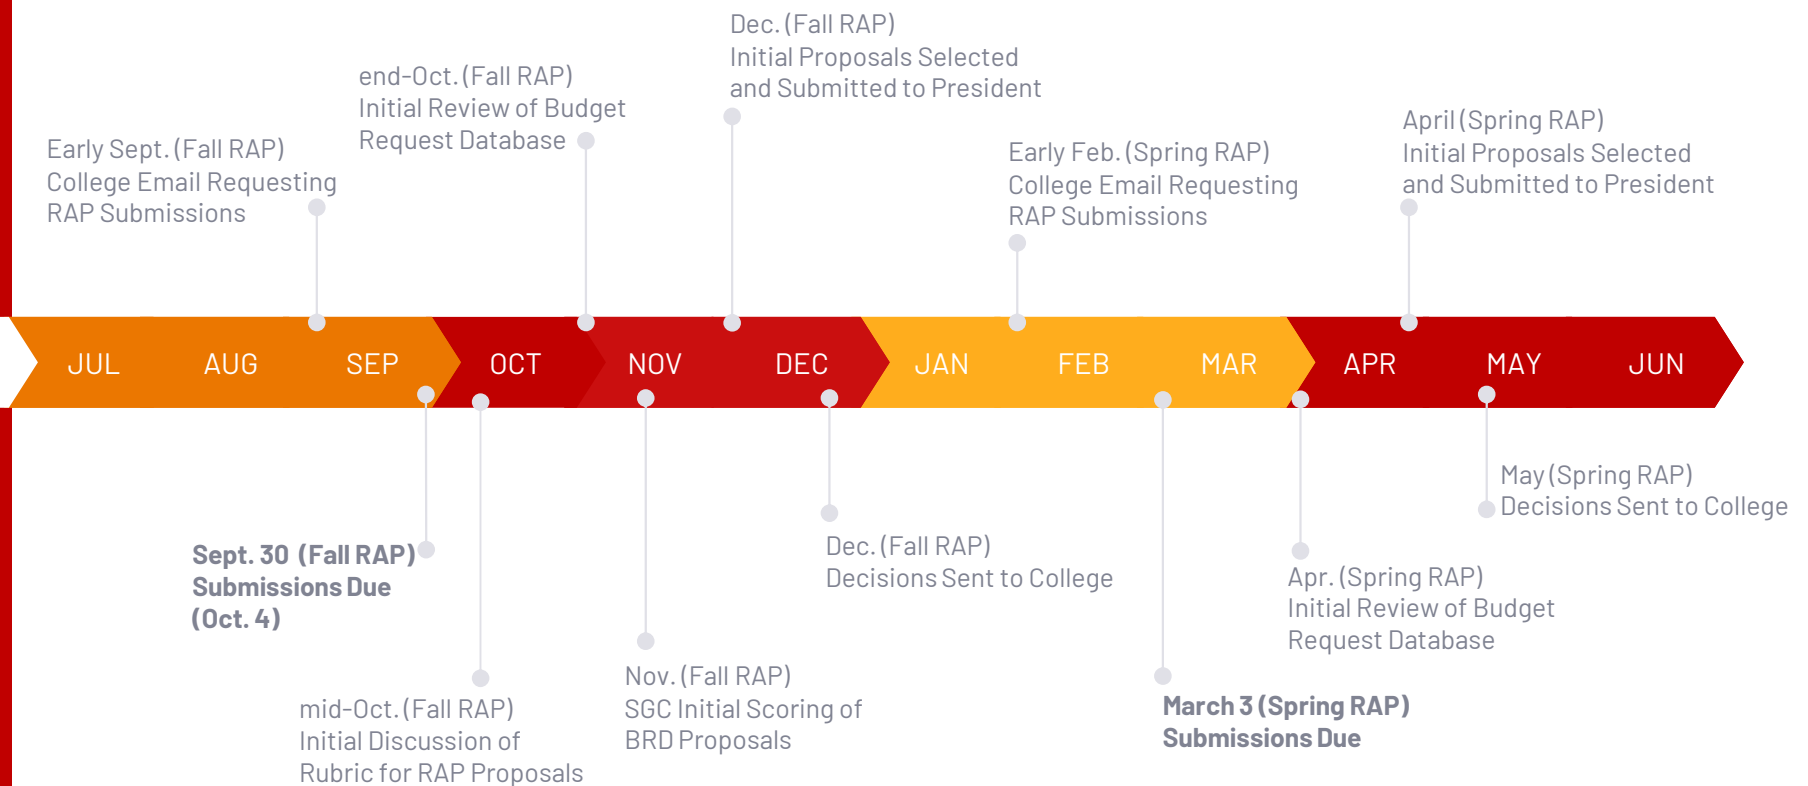 Dec. (Fall RAP)
Initial Proposals Selected
and Submitted to President
end-Oct. (Fall RAP)
Initial Review of Budget
Request Database
April (Spring RAP)
Initial Proposals Selected
and Submitted to President
Early Sept. (Fall RAP)
College Email Requesting
RAP Submissions
Early Feb. (Spring RAP)
College Email Requesting
RAP Submissions
JUL AUG SEP OCT NOV DEC JAN FEB MAR APR MAY JUN
May (Spring RAP)
Decisions Sent to College
Sept. 30 (Fall RAP)
Submissions Due
(Oct. 4)
Dec. (Fall RAP)
Decisions Sent to College
Apr. (Spring RAP)
Initial Review of Budget
Request Database
mid-Oct. (Fall RAP)
Initial Discussion of
Rubric for RAP Proposals
Nov. (Fall RAP)
SGC Initial Scoring of
BRD Proposals
March 3 (Spring RAP)
Submissions Due